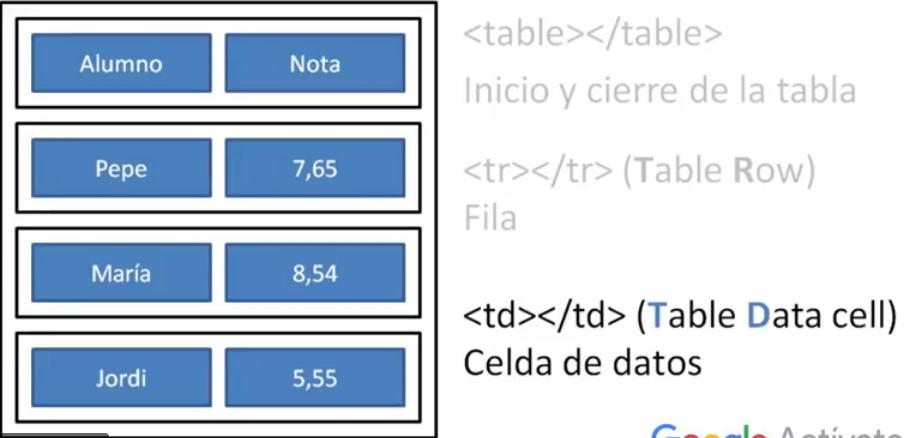 Alumno Nota
Pepe 7,65
María 8,54
Jordi 5,55
<table></table>
Inicio y cierre de la tabla
<tr></tr> (Table Row)
Fila
<td></td> (Table Data cell)
Celda de datos
Google Actívate